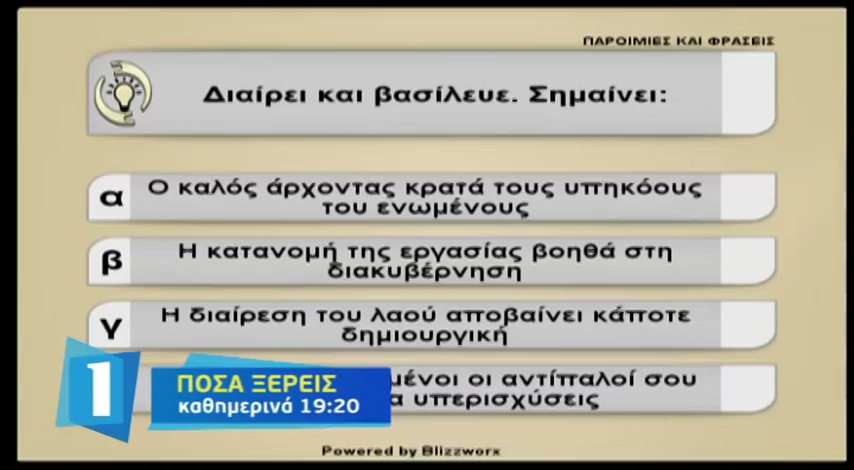 ΠΑΡΟΙΜΙΕΣ ΚΑΙ ΦΡΑΣΕΙΣ
Διαίρει και βασίλευε. Σημαίνει:
α Ο καλός άρχοντας κρατά τους υπηκόους
του ενωμένους
β Η κατανομή της εργασίας βοηθά στη
διακυβέρνηση
γ Η διαίρεση του λαού αποβαίνει κάποτε
δημιουργική
οι αντίπαλοί σου
υπερισχύσεις
1
ΠΟΣΑ ΞΕΡΕΙΣ
καθημερινά 19:20
Powered by Blizzworx